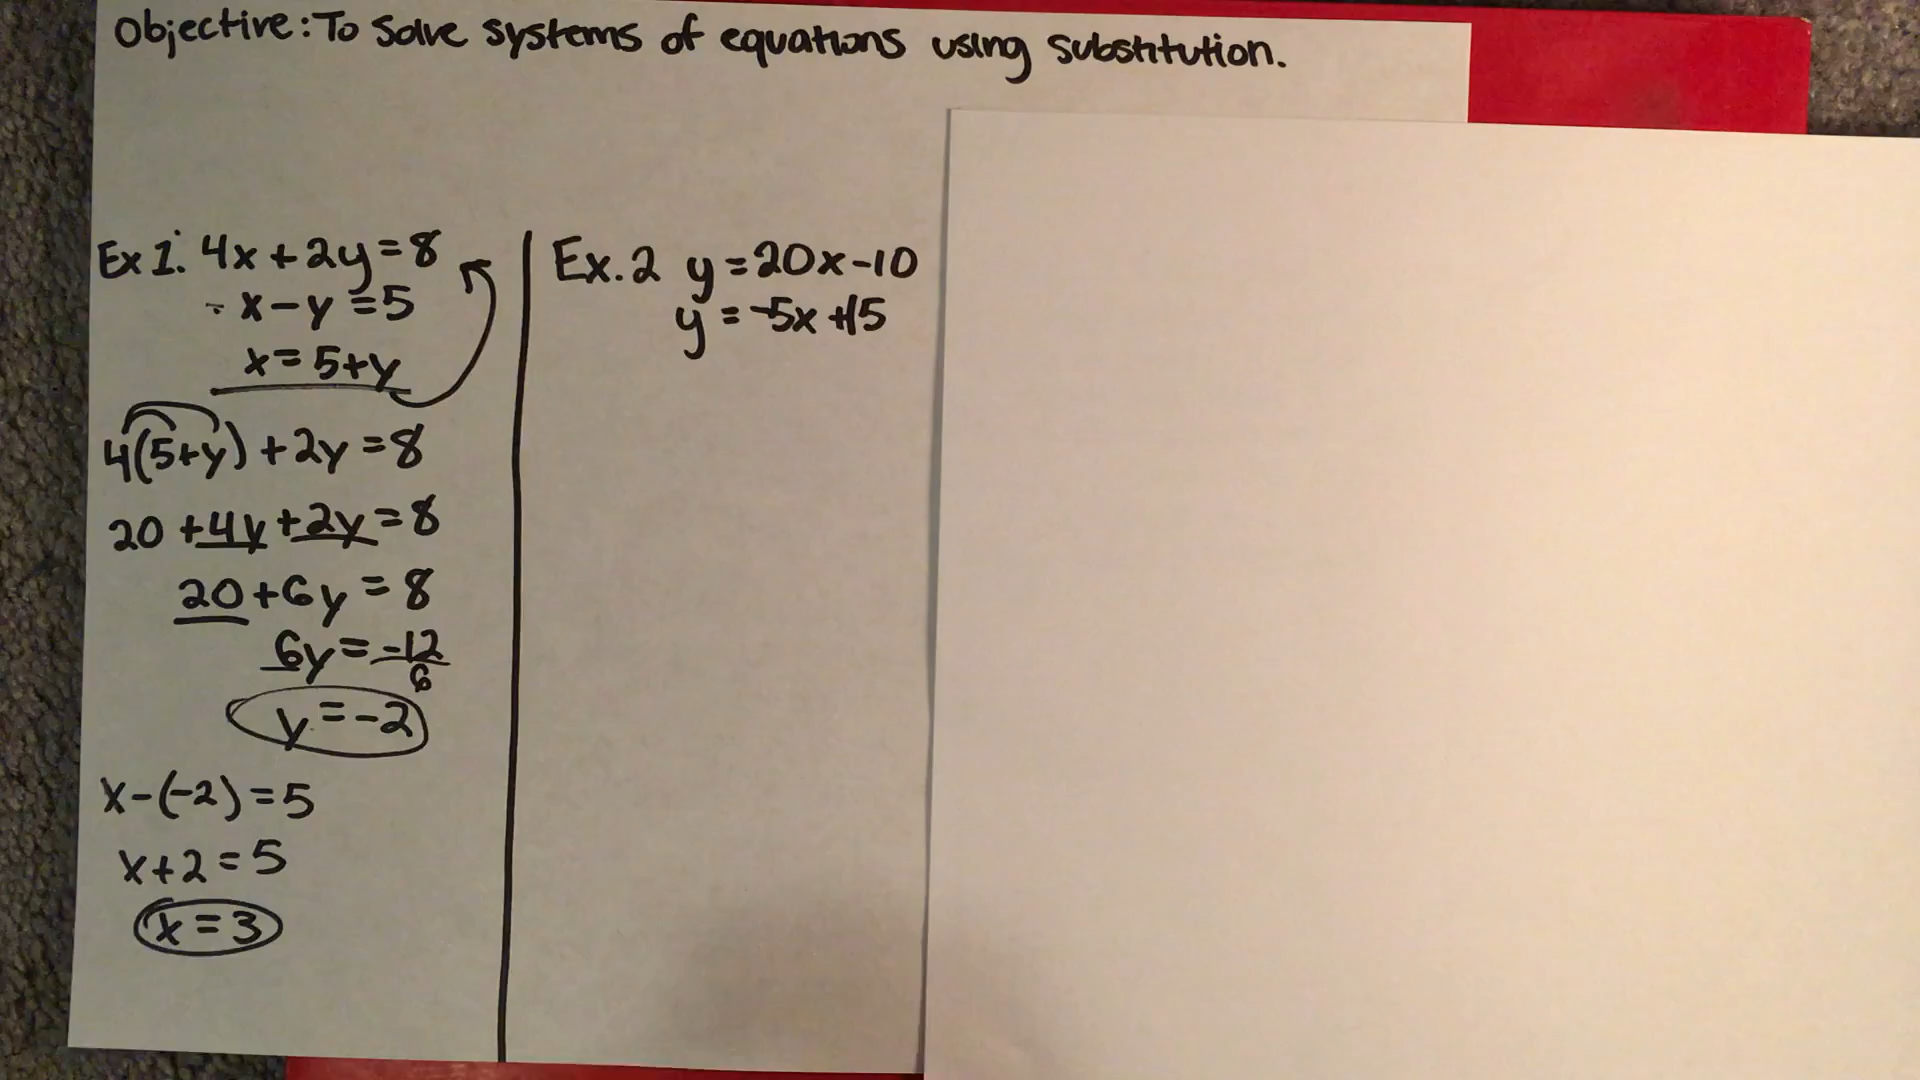 Objective: To solve systems of equations using substitution.
Ex 1: 4x + 2y = 8
- x - y = 5
x = 5 + y
4(5+y) + 2y = 8
20 + 4y + 2y = 8
20 + 6y = 8
6y = -12
6
y = -2
x - (-2) = 5
x + 2 = 5
x = 3
Ex. 2 y = 20x - 10
y = -5x + 15